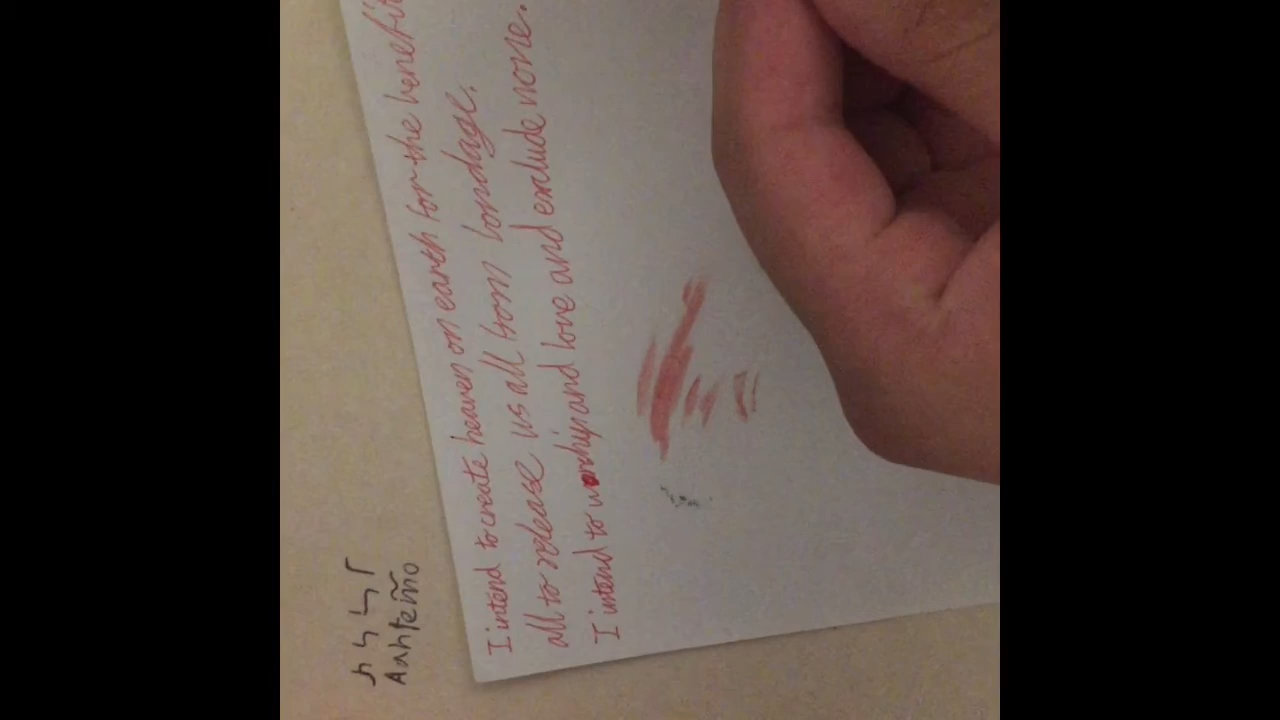 I intend to create heaven on earth for the benefit
all to release us all from bondage.
I intend to worship and love and exclude none.